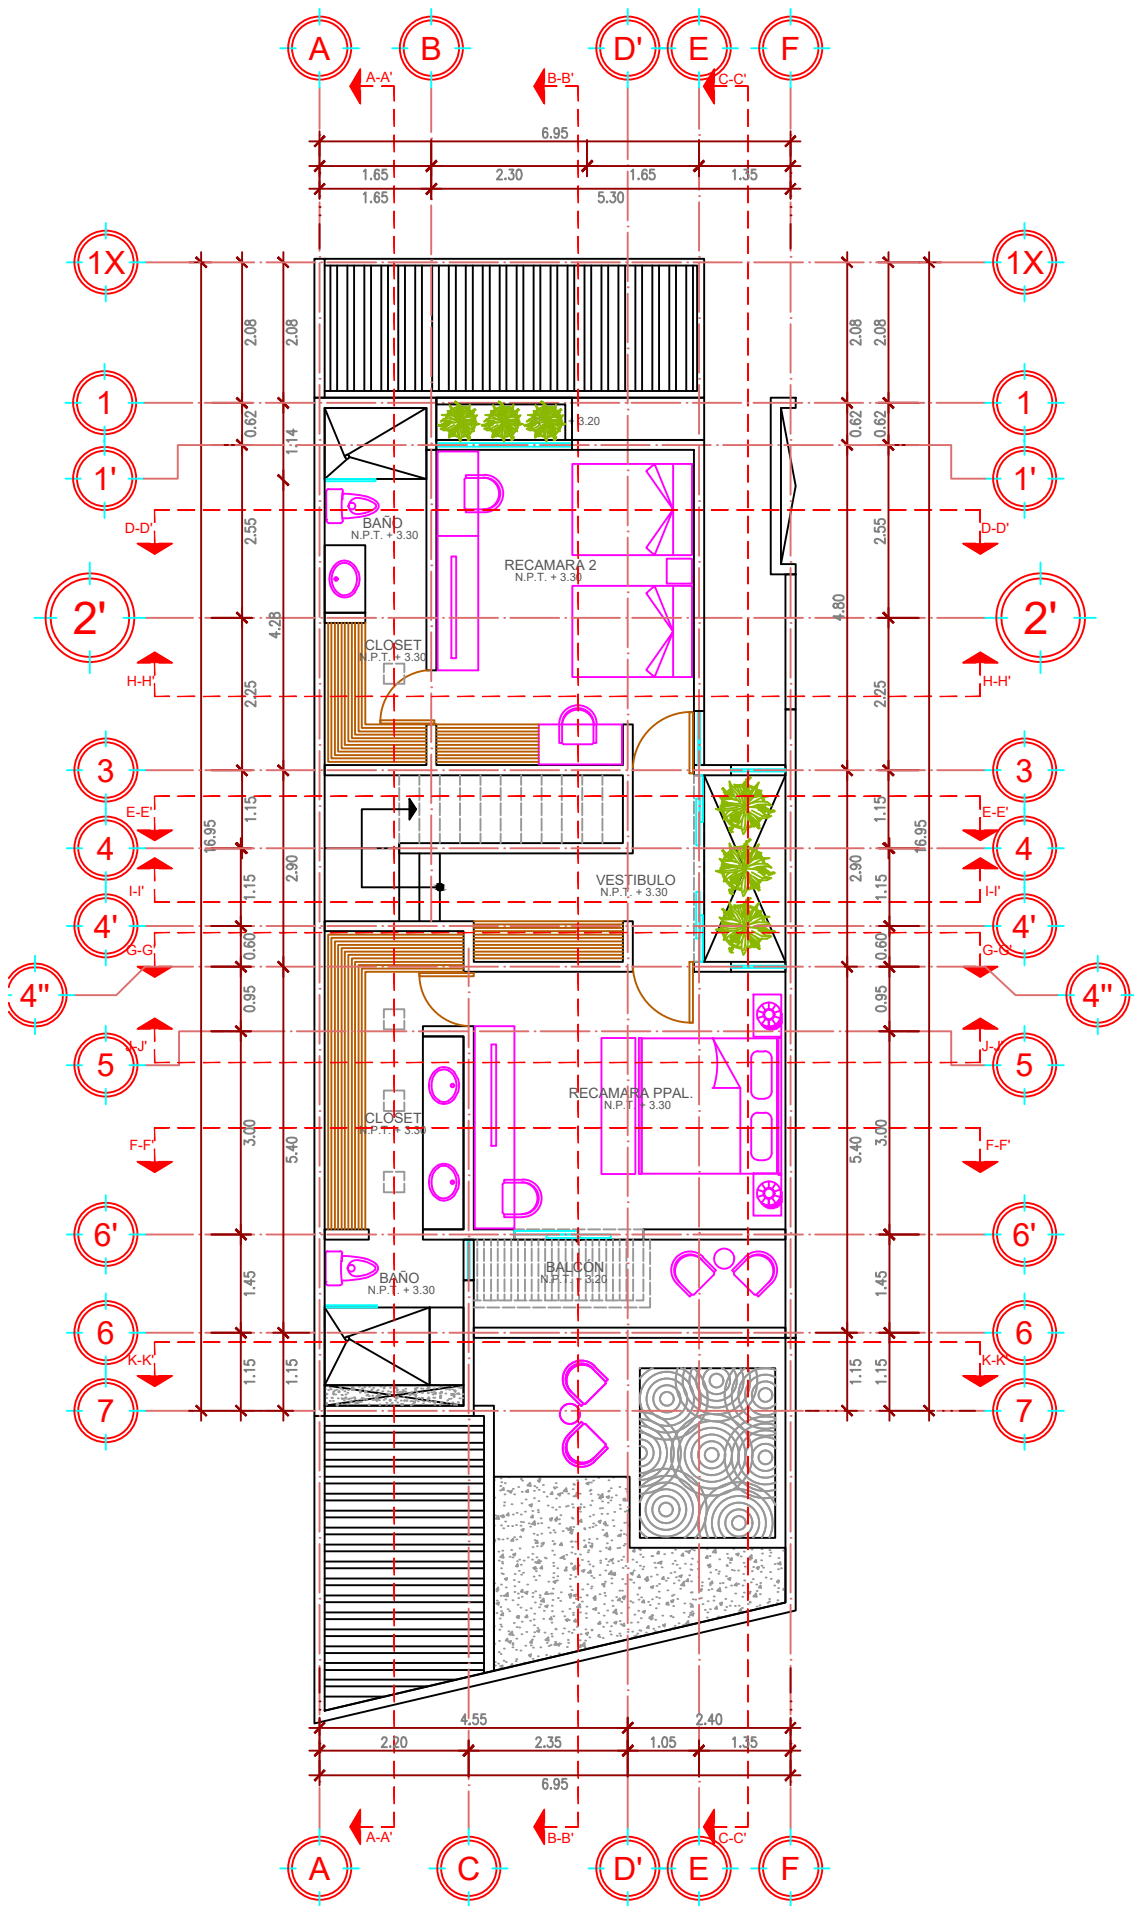 A B D' E F
A-A' B-B' C-C'
6.95
1.65 2.30 1.65 1.35
1.65 5.30
1X 1X
2.08 2.08 2.08 2.08
1 1
0.62 1.14 0.62 0.62
+ 3.20
1' 1'
D-D' D-D'
BAÑO
N.P.T. + 3.30
2.55 2.55
RECAMARA 2
N.P.T. + 3.30
2' 2'
4.28 4.80
CLOSET
N.P.T. + 3.30
H-H' H-H'
2.25 2.25
3 3
E-E' E-E'
1.15 1.15
16.95 16.95
4 4
2.90 2.90
I-I' I-I'
1.15 1.15
VESTIBULO
N.P.T. + 3.30
4' 4'
G-G' G-G'
0.60 0.60
4" 4"
0.95 0.95
J-J' J-J'
5 5
RECAMARA PPAL.
N.P.T. + 3.30
CLOSET
N.P.T. + 3.30
F-F' F-F'
3.00 5.40 5.40 3.00
6' 6'
BAÑO
N.P.T. + 3.30
BALCÓN
N.P.T. + 3.20
1.45 1.45
6 6
K-K' K-K'
1.15 1.15 1.15 1.15
7 7
4.55 2.40
2.20 2.35 1.05 1.35
6.95
A-A' B-B' C-C'
A C D' E F